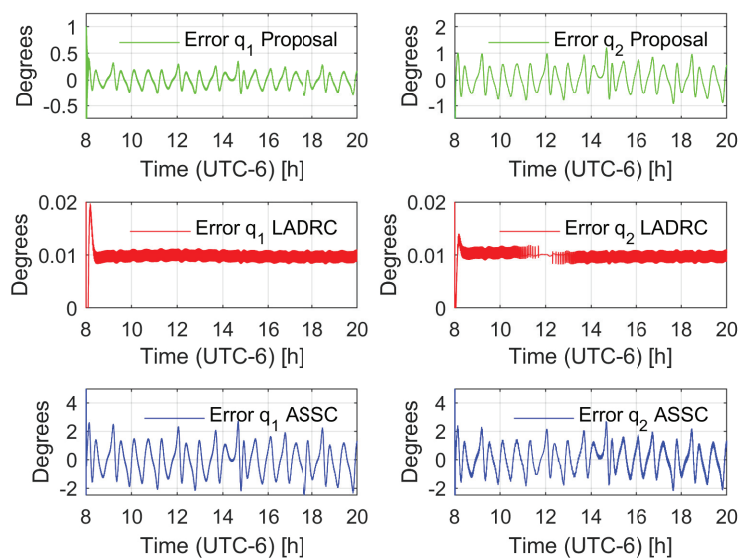 Error q1 Proposal
Degrees
1
0.5
0
-0.5
8 10 12 14 16 18 20
Time (UTC-6) [h]
Error q2 Proposal
Degrees
2
1
0
-1
8 10 12 14 16 18 20
Time (UTC-6) [h]
Error q1 LADRC
Degrees
0.02
0.01
0
8 10 12 14 16 18 20
Time (UTC-6) [h]
Error q2 LADRC
Degrees
0.02
0.01
0
8 10 12 14 16 18 20
Time (UTC-6) [h]
Error q1 ASSC
Degrees
4
2
0
-2
8 10 12 14 16 18 20
Time (UTC-6) [h]
Error q2 ASSC
Degrees
4
2
0
-2
8 10 12 14 16 18 20
Time (UTC-6) [h]